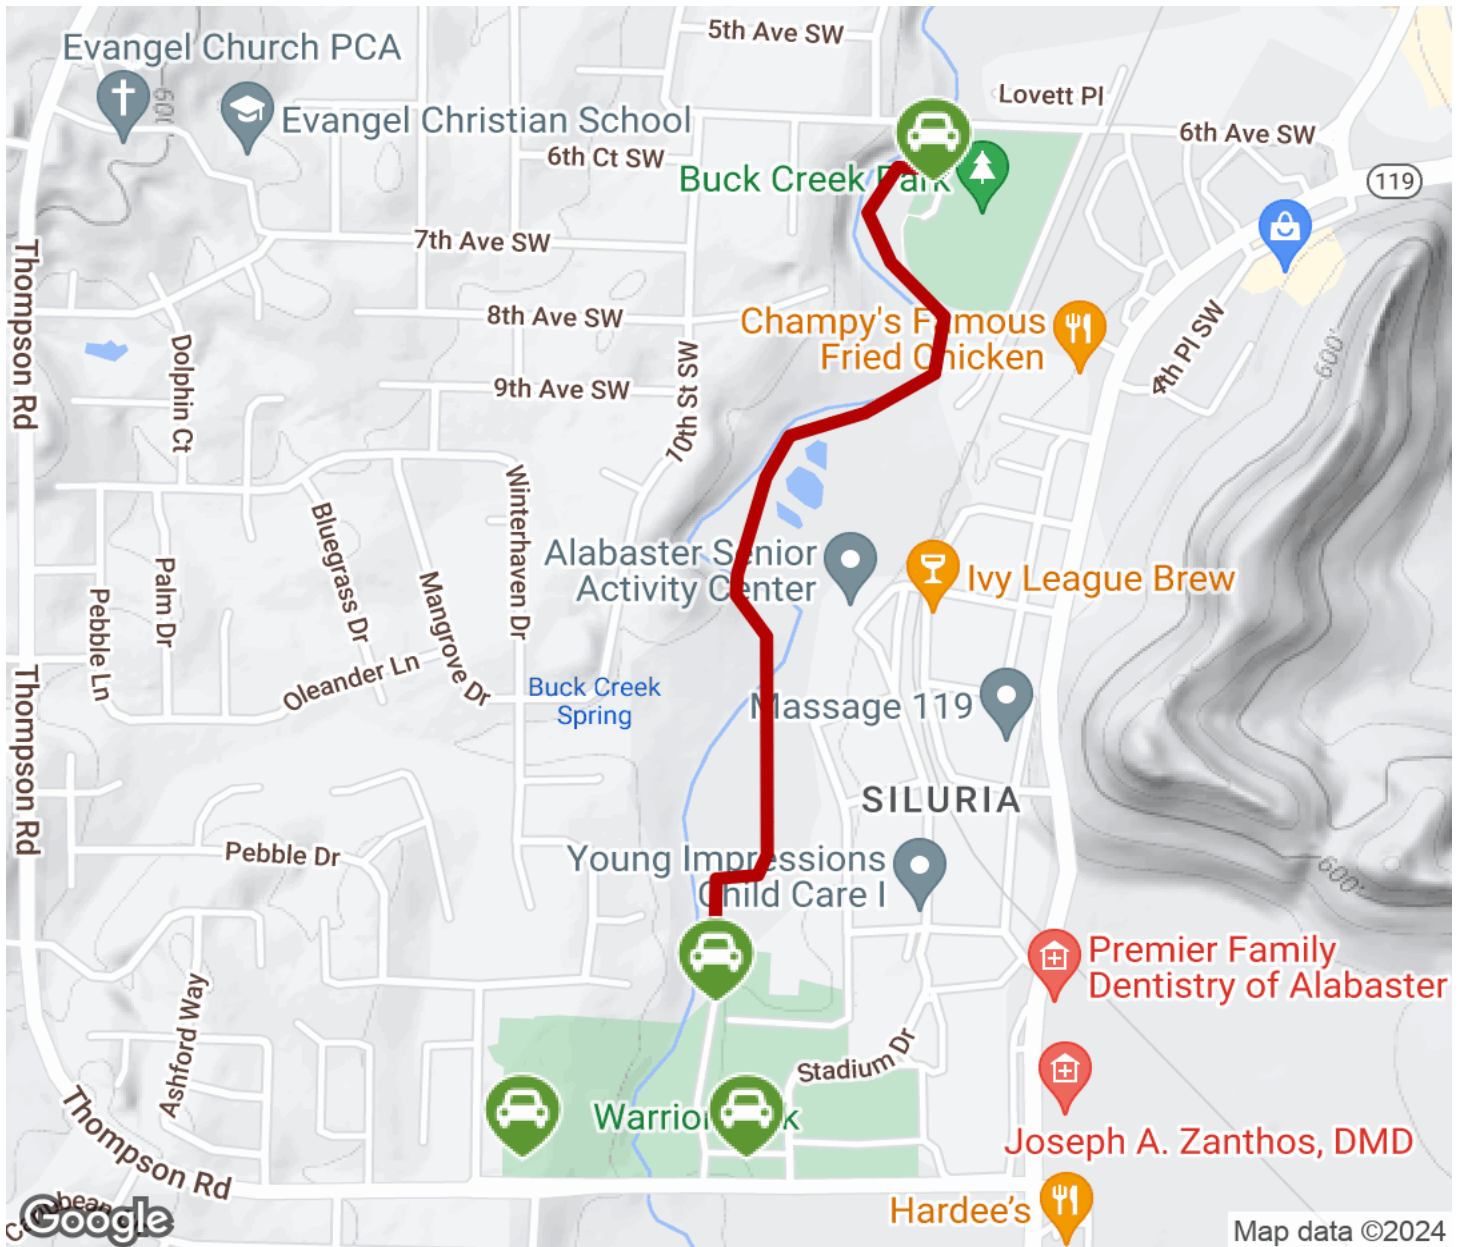 5th Ave SW
Evangel Church PCA
Lovett Pl
600'
Evangel Christian School
6th Ave SW
6th Ct SW
Buck Creek Park
119
7th Ave SW
Thompson Rd
8th Ave SW
Champy's Famous
Fried Chicken
4th Pl SW
600'
Dolphin Ct
9th Ave SW
10th St SW
Winterhaven Dr
Bluegrass Dr
Alabaster Senior
Activity Center
Palm Dr
Mangrove Dr
Ivy League Brew
Pebble Ln
Oleander Ln
Buck Creek
Spring
Massage 119
Thompson Rd
SILURIA
Pebble Dr
Young Impressions
Child Care I
600'
Premier Family
Dentistry of Alabaster
Ashford Way
Stadium Dr
Warrior
k
Joseph A. Zanthos, DMD
Thompson Rd
Hardee's
Google
Map data ©2024